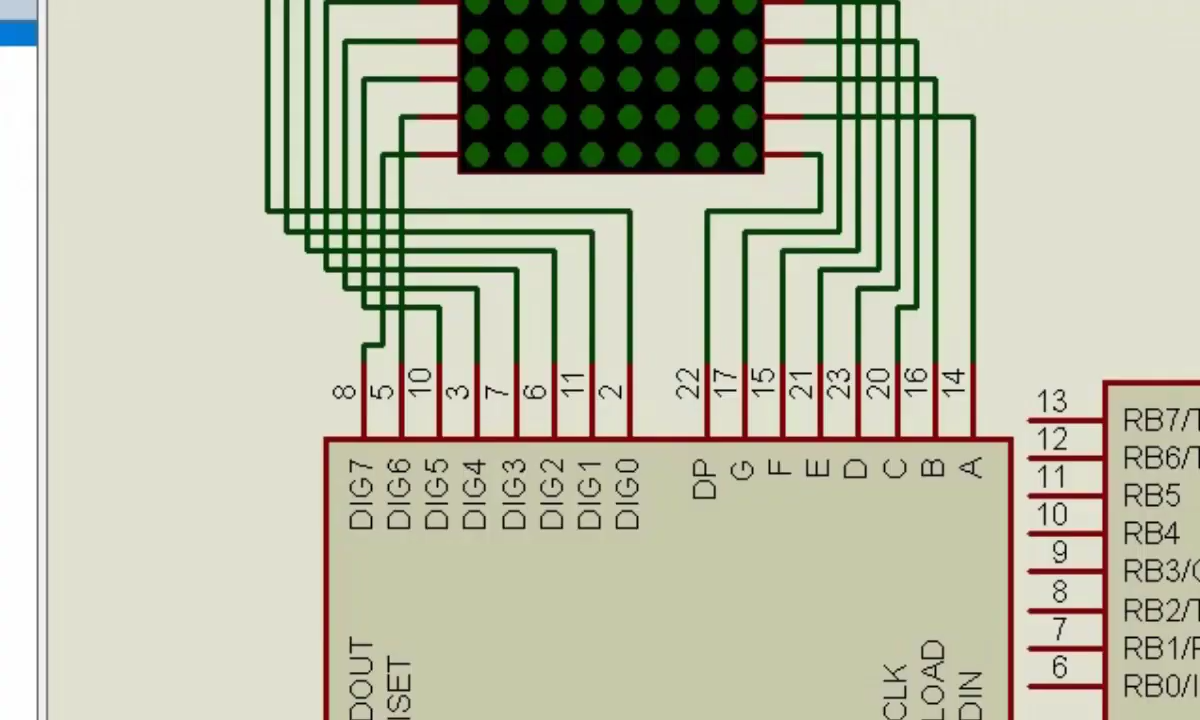 8 5 10 3 7 6 11 2 22 17 15 21 23 20 16 14
DIG7 DIG6 DIG5 DIG4 DIG3 DIG2 DIG1 DIG0 DP G F E D C B A
13 RB7/T
12 RB6/T
11 RB5
10 RB4
9 RB3/
8 RB2/T
7 RB1/
6 RB0/I
DOUT ISET CLK LOAD DIN